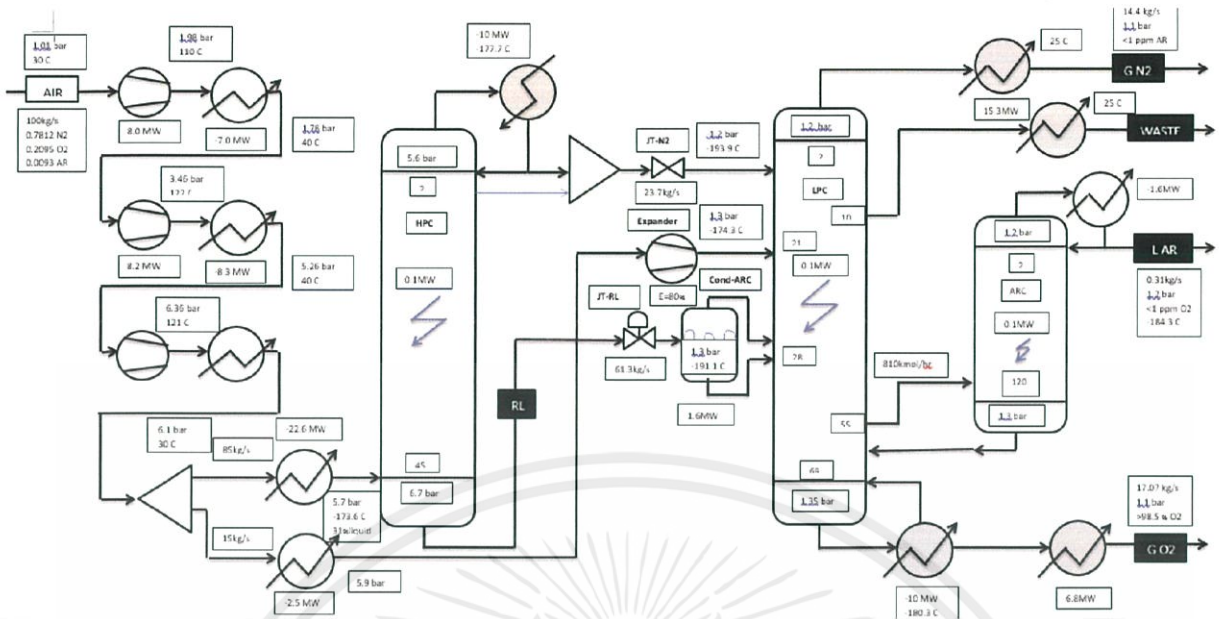 1.01 bar
30 C
AIR
100kg/s
0.7812 N2
0.2095 O2
0.0093 AR
1.98 bar
110 C
8.0 MW
-7.0 MW
1.76 bar
40 C
3.46 bar
8.2 MW
-8.3 MW
5.26 bar
40 C
6.36 bar
121 C
6.1 bar
30 C
85kg/s
-22.6 MW
15kg/s
-2.5 MW
5.9 bar
5.7 bar
-173.6 C
-10 MW
-177.7 C
5.6 bar
2
HPC
0.1MW
45
6.7 bar
RL
JT-N2
1.2 bar
-193.9 C
23.7kg/s
Expander
1.3 bar
-174.3 C
E=80%
Cond-ARC
JT-RL
61.3kg/s
1.3 bar
-191.1 C
1.6MW
1.2 bar
2
LPC
10
21
0.1MW
28
55
69
1.35 bar
810kmol/hr
15.3MW
25 C
14.4 kg/s
1.1 bar
<1 ppm AR
G N2
25 C
WASTE
-1.6MW
1.2 bar
2
ARC
0.1MW
120
1.3 bar
L AR
0.31kg/s
1.2 bar
<1 ppm O2
-184.3 C
-10 MW
-180.3 C
6.8MW
17.07 kg/s
1.1 bar
>98.5 % O2
G O2